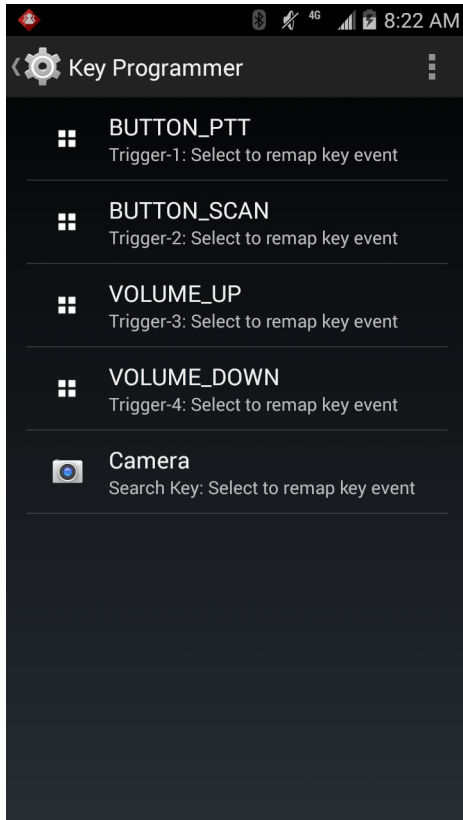 4G 8:22 AM
Key Programmer
BUTTON_PTT
Trigger-1: Select to remap key event
BUTTON_SCAN
Trigger-2: Select to remap key event
VOLUME_UP
Trigger-3: Select to remap key event
VOLUME_DOWN
Trigger-4: Select to remap key event
Camera
Search Key: Select to remap key event